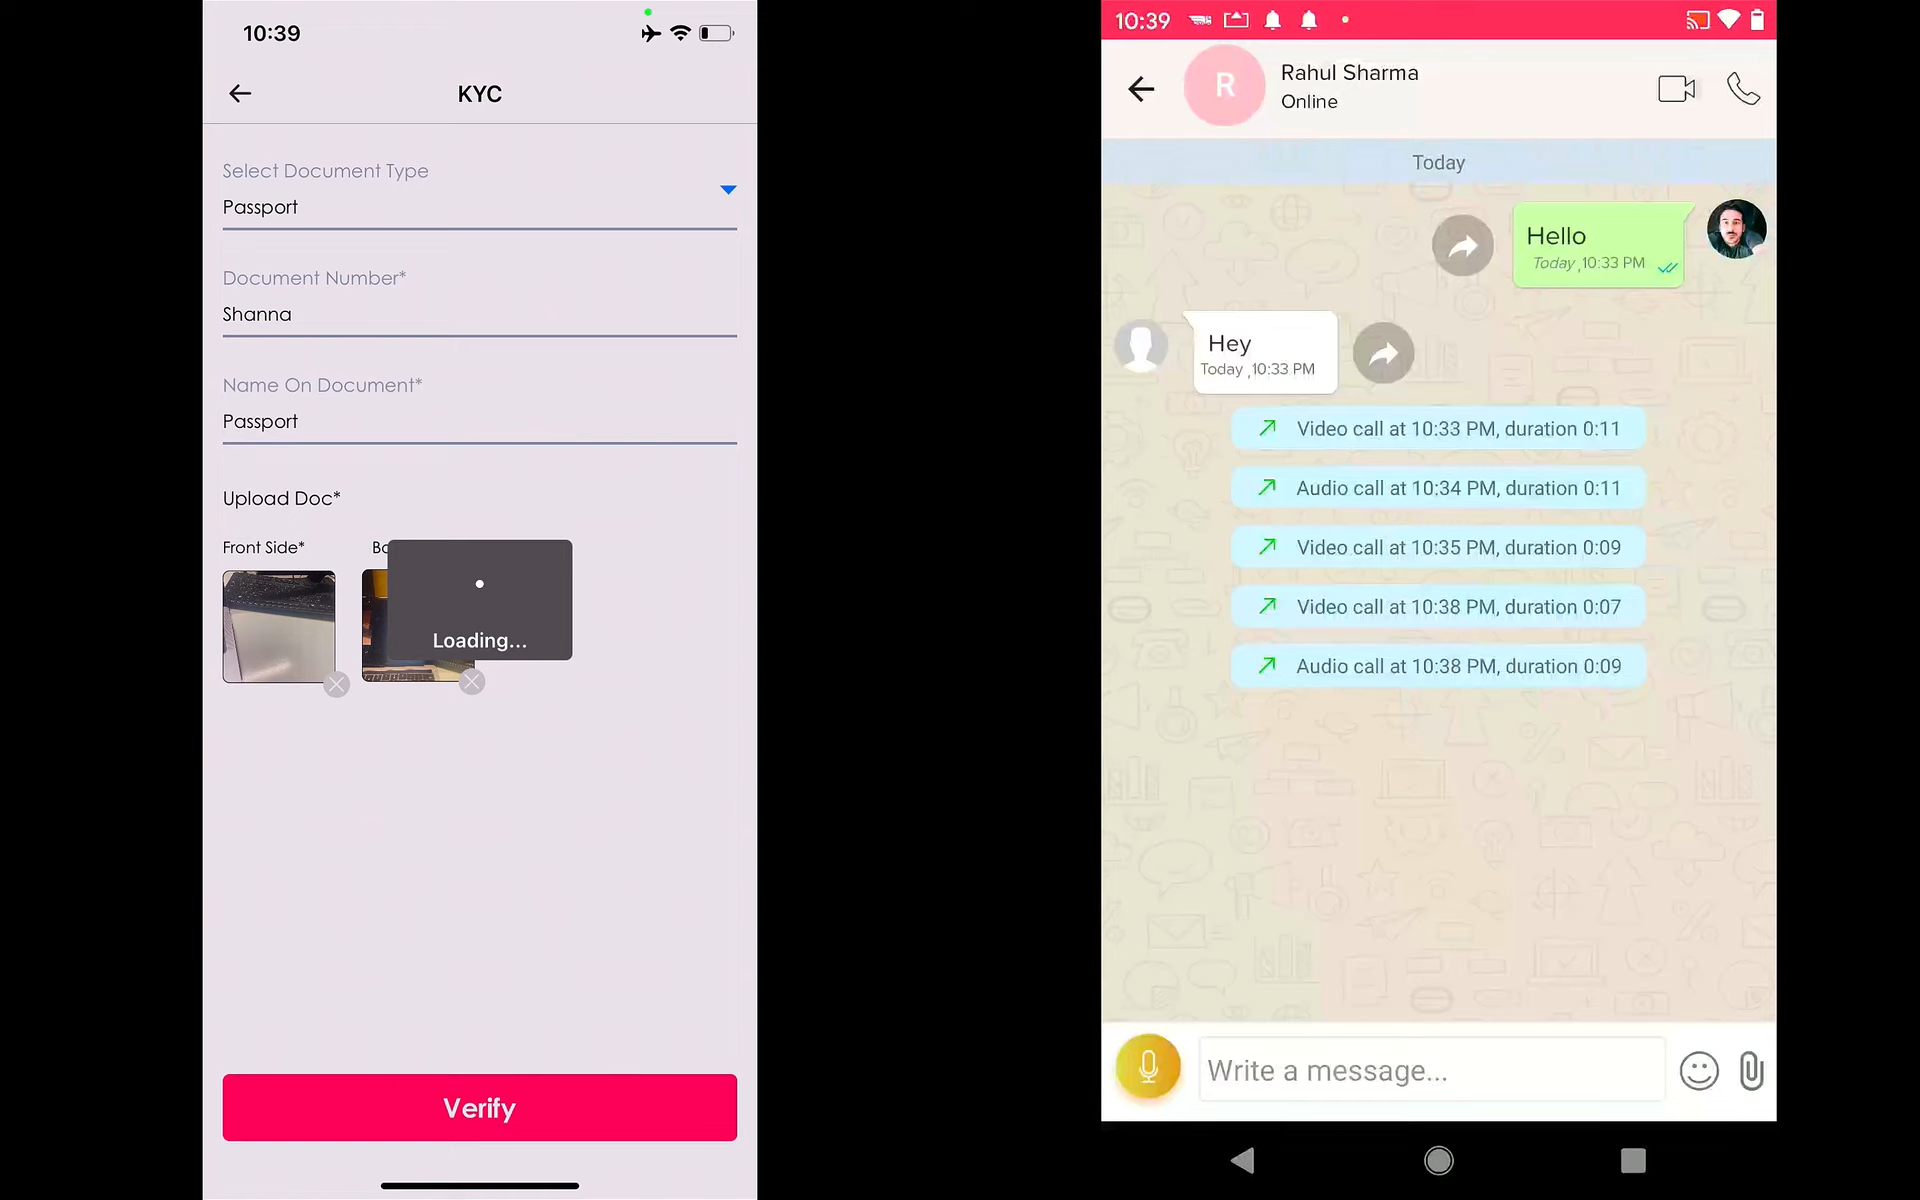 10:39
KYC
Select Document Type
Passport
Document Number*
Shanna
Name On Document*
Passport
Upload Doc*
Front Side*
Loading...
Verify
10:39
R
Rahul Sharma
Online
Today
Hello
Today ,10:33 PM
Hey
Today ,10:33 PM
Video call at 10:33 PM, duration 0:11
Audio call at 10:34 PM, duration 0:11
Video call at 10:35 PM, duration 0:09
Video call at 10:38 PM, duration 0:07
Audio call at 10:38 PM, duration 0:09
Write a message...